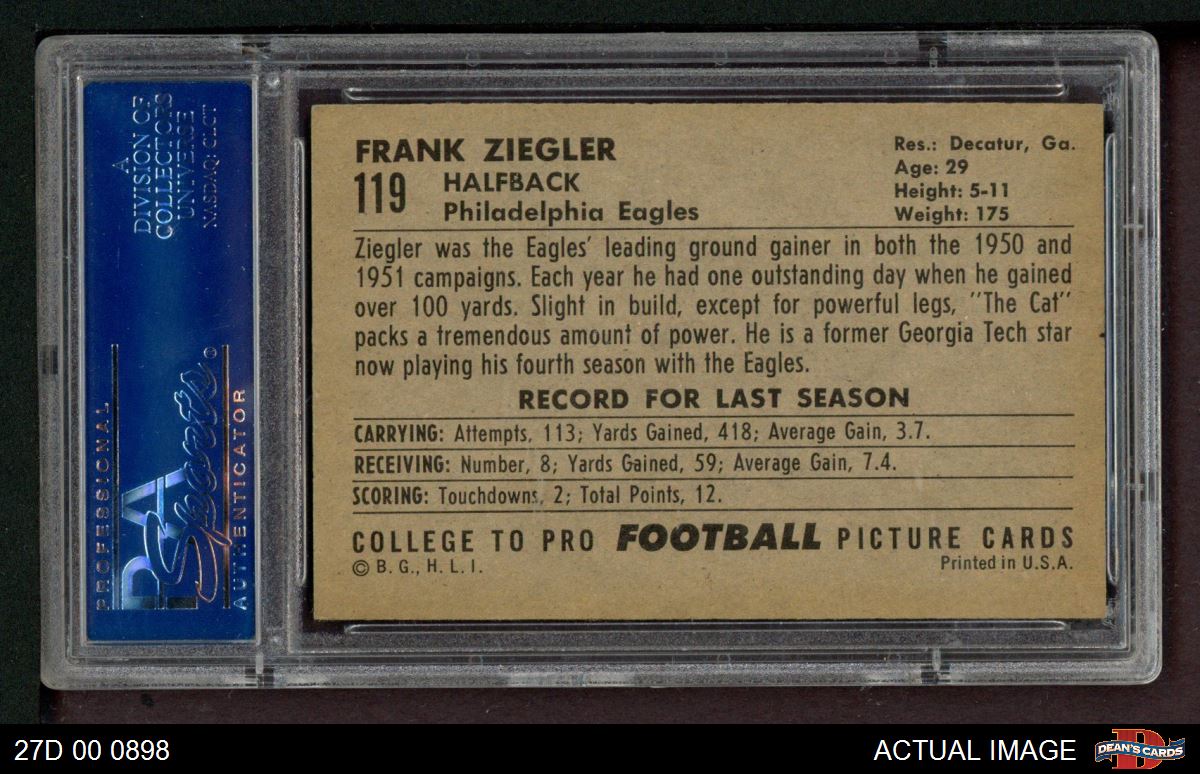 A
DIVISION OF
COLLECTORS
UNIVERSE
NASDAQ: CLCT
PROFESSIONAL
PSA
Sports
AUTHENTICATOR
FRANK ZIEGLER
119
HALFBACK
Philadelphia Eagles
Res.: Decatur, Ga.
Age: 29
Height: 5-11
Weight: 175
Ziegler was the Eagles' leading ground gainer in both the 1950 and
1951 campaigns. Each year he had one outstanding day when he gained
over 100 yards. Slight in build, except for powerful legs, "The Cat"
packs a tremendous amount of power. He is a former Georgia Tech star
now playing his fourth season with the Eagles.
RECORD FOR LAST SEASON
CARRYING: Attempts, 113; Yards Gained, 418; Average Gain, 3.7.
RECEIVING: Number, 8; Yards Gained, 59; Average Gain, 7.4.
SCORING: Touchdowns, 2; Total Points, 12.
COLLEGE TO PRO FOOTBALL PICTURE CARDS
© B. G., H. L. I.
Printed in U.S.A.
27D 00 0898
ACTUAL IMAGE
D
DEAN'S CARDS